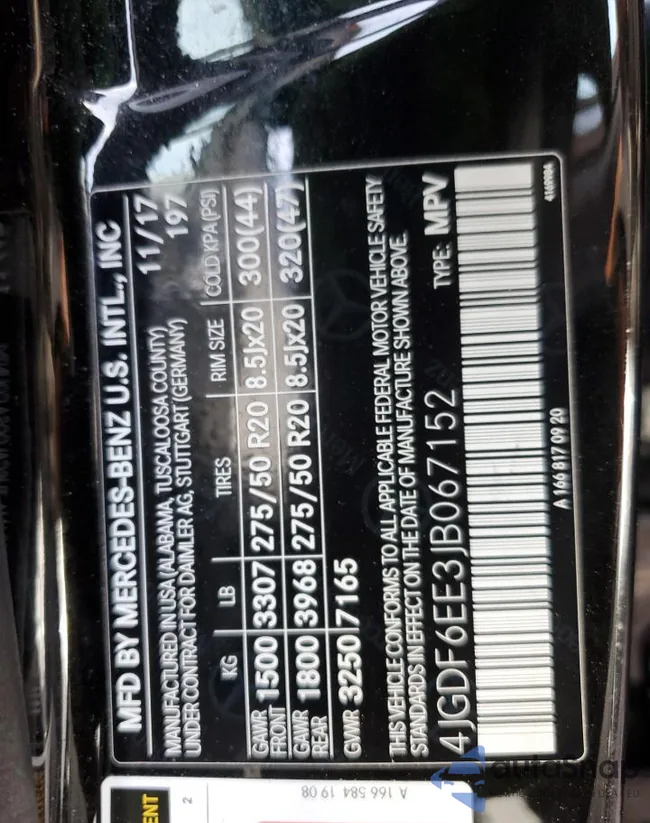 MFD BY MERCEDES-BENZ U.S. INTL., INC
MANUFACTURED IN USA (ALABAMA, TUSCALOOSA COUNTY) 11/17
UNDER CONTRACT FOR DAIMLER AG, STUTTGART (GERMANY) 197
KG LB TIRES RIM SIZE COLD KPA (PSI)
GAWR FRONT 1500 3307 275/50 R20 8.5Jx20 300(44)
GAWR REAR 1800 3968 275/50 R20 8.5Jx20 320(47)
GVWR 3250 7165
THIS VEHICLE CONFORMS TO ALL APPLICABLE FEDERAL MOTOR VEHICLE SAFETY
STANDARDS IN EFFECT ON THE DATE OF MANUFACTURE SHOWN ABOVE.
4JGDF6EE3JB067152 TYPE: MPV
A 166 817 09 20
4169984
A 166 584 19 08
2